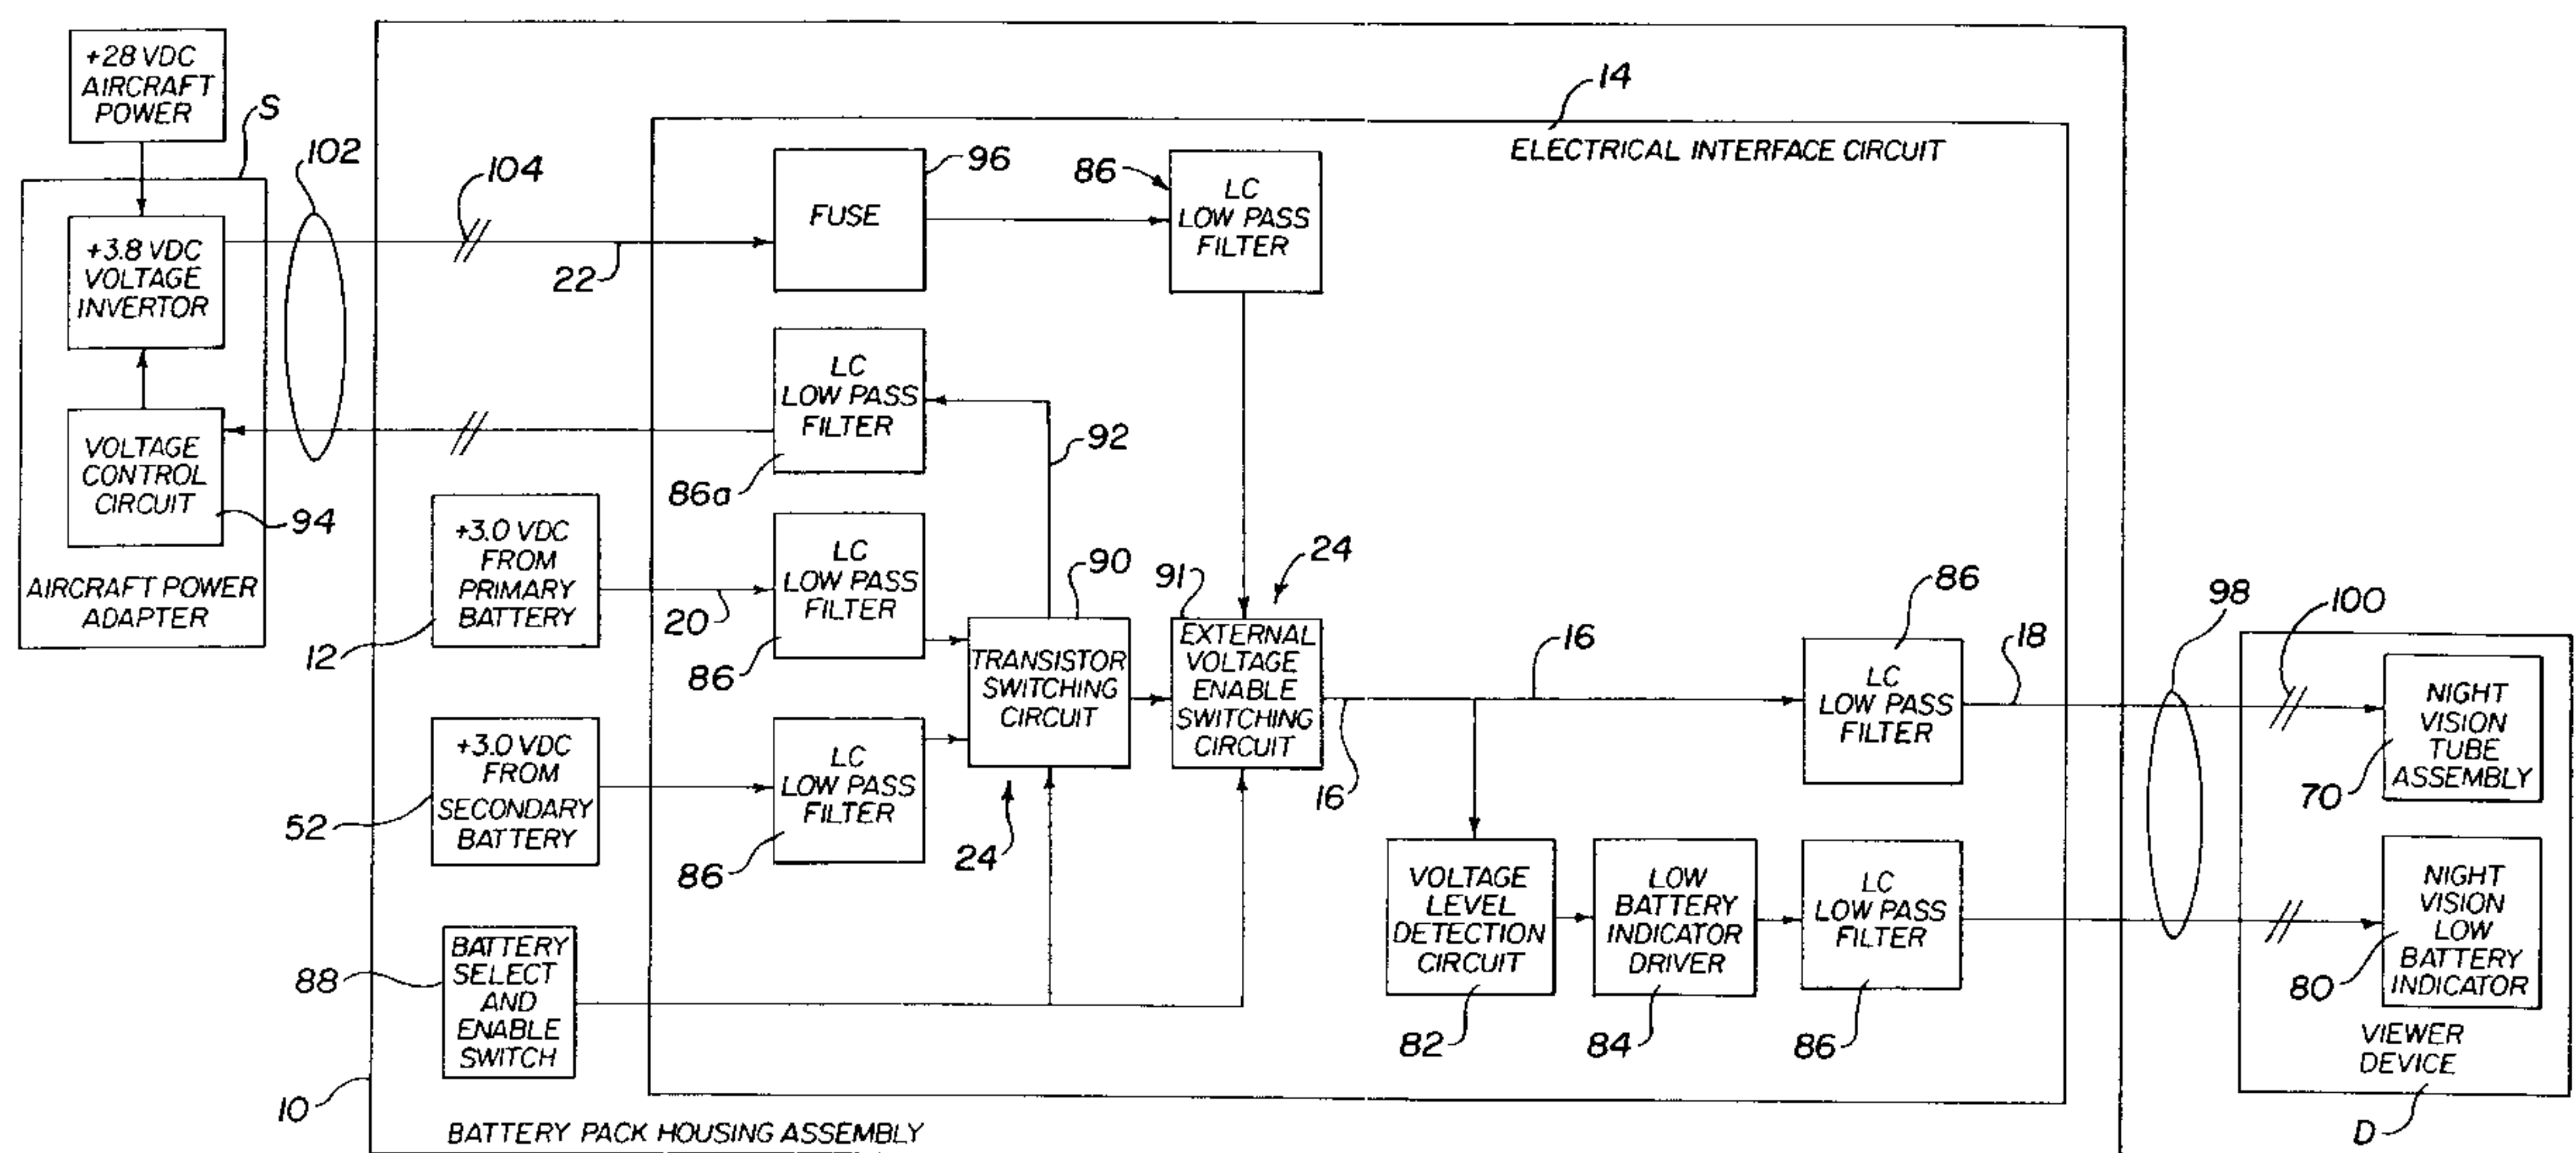 +28 VDC
AIRCRAFT
POWER
S
102
+3.8 VDC
VOLTAGE
INVERTOR
VOLTAGE
CONTROL
CIRCUIT
94
AIRCRAFT POWER
ADAPTER
104
22
14
ELECTRICAL INTERFACE CIRCUIT
FUSE
96
86
LC
LOW PASS
FILTER
LC
LOW PASS
FILTER
86a
92
+3.0 VDC
FROM
PRIMARY
BATTERY
12
20
LC
LOW PASS
FILTER
86
90
TRANSISTOR
SWITCHING
CIRCUIT
24
91
24
EXTERNAL
VOLTAGE
ENABLE
SWITCHING
CIRCUIT
16
16
86
LC
LOW PASS
FILTER
18
98
100
NIGHT
VISION
TUBE
ASSEMBLY
70
+3.0 VDC
FROM
SECONDARY
BATTERY
52
LC
LOW PASS
FILTER
86
VOLTAGE
LEVEL
DETECTION
CIRCUIT
82
LOW
BATTERY
INDICATOR
DRIVER
84
LC
LOW PASS
FILTER
86
NIGHT
VISION
LOW
BATTERY
INDICATOR
80
VIEWER
DEVICE
D
BATTERY
SELECT
AND
ENABLE
SWITCH
88
10
BATTERY PACK HOUSING ASSEMBLY